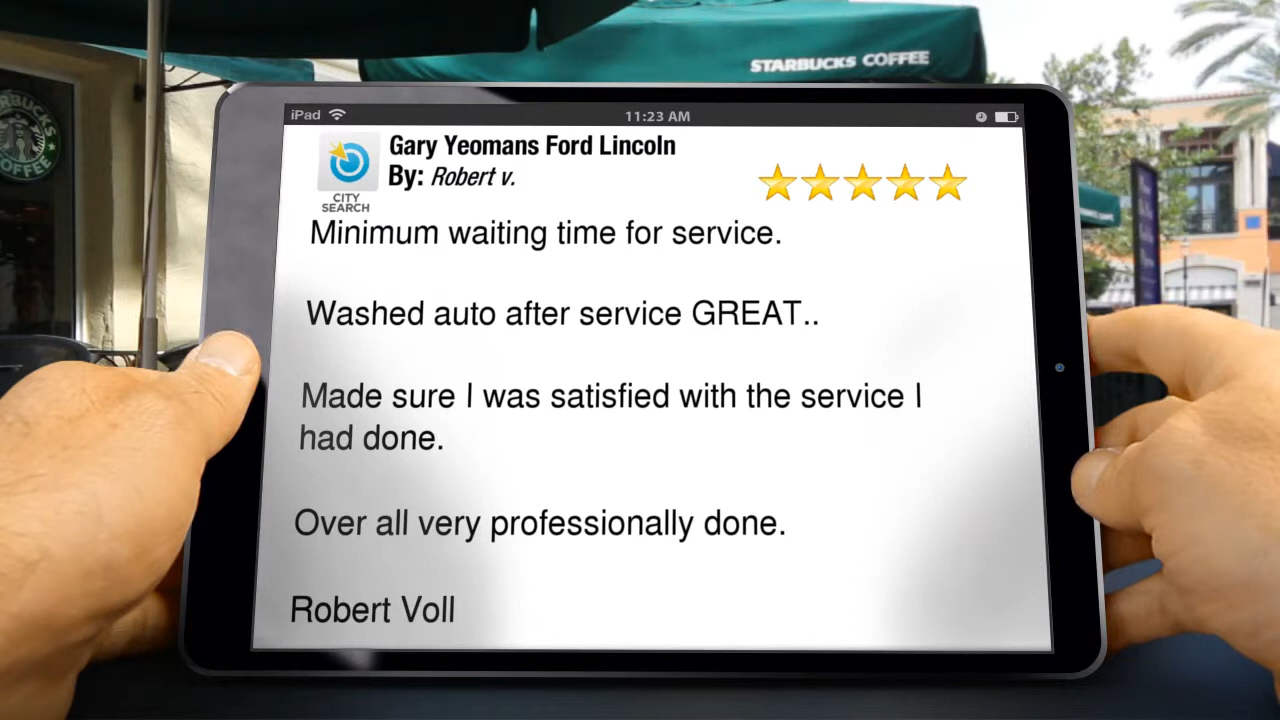 STARBUCKS COFFEE
iPad
11:23 AM
Gary Yeomans Ford Lincoln
By: Robert v.
CITY
SEARCH
Minimum waiting time for service.
Washed auto after service GREAT..
Made sure I was satisfied with the service I
had done.
Over all very professionally done.
Robert Voll